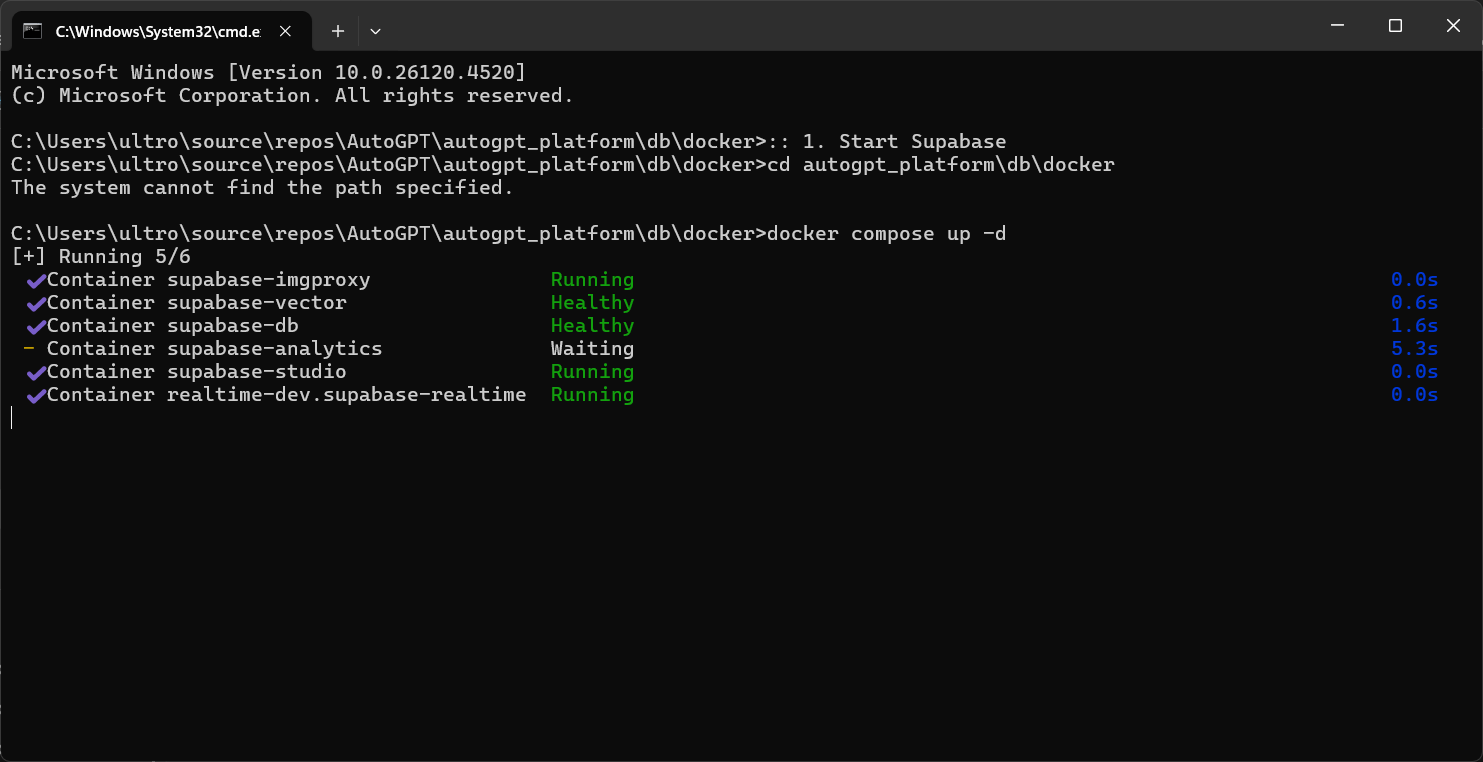 C:\Windows\System32\cmd.e
Microsoft Windows [Version 10.0.26120.4520]
(c) Microsoft Corporation. All rights reserved.
C:\Users\ultro\source\repos\AutoGPT\autogpt_platform\db\docker>:: 1. Start Supabase
C:\Users\ultro\source\repos\AutoGPT\autogpt_platform\db\docker>cd autogpt_platform\db\docker
The system cannot find the path specified.
C:\Users\ultro\source\repos\AutoGPT\autogpt_platform\db\docker>docker compose up -d
[+] Running 5/6
✔Container supabase-imgproxy Running 0.0s
✔Container supabase-vector Healthy 0.6s
✔Container supabase-db Healthy 1.6s
- Container supabase-analytics Waiting 5.3s
✔Container supabase-studio Running 0.0s
✔Container realtime-dev.supabase-realtime Running 0.0s